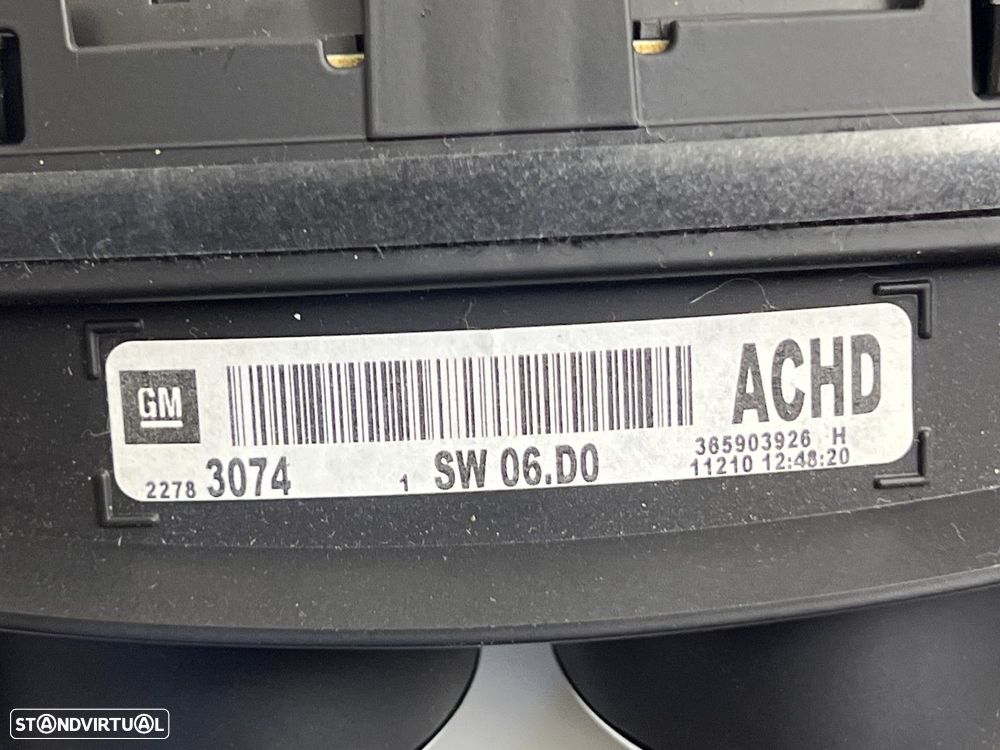 GM
ACHD
365903926 H
2278 3074 1 SW 06.D0 11210 12:48:20
STANDVIRTUAL